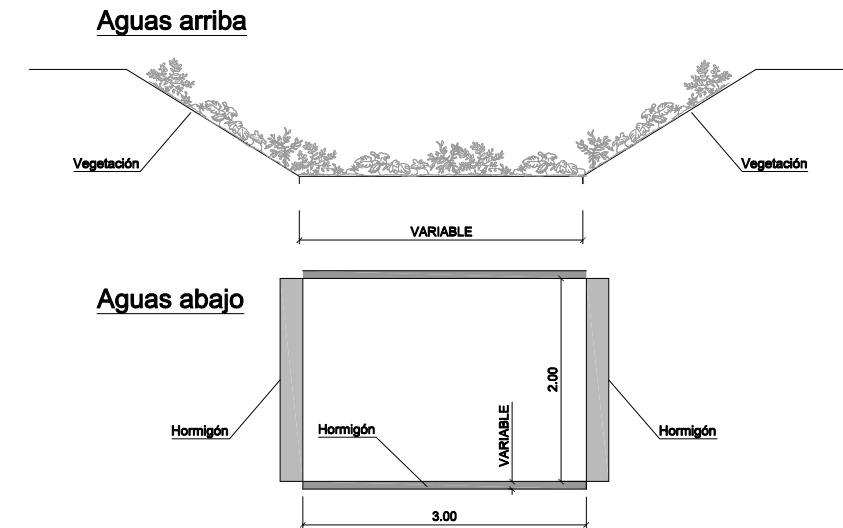 Aguas arriba
Vegetación
Vegetación
VARIABLE
Aguas abajo
2.00
VARIABLE
Hormigón
Hormigón
Hormigón
3.00